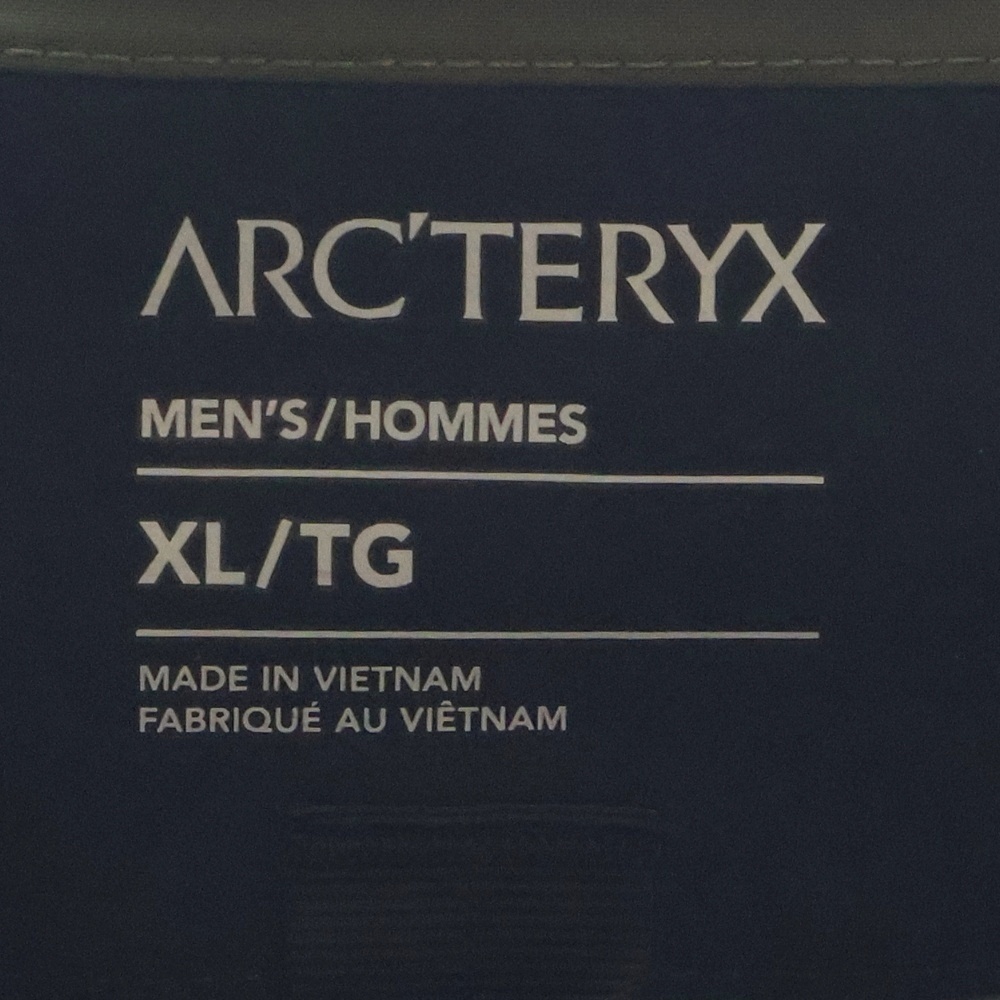 ARC'TERYX
MEN'S/HOMMES
XL/TG
MADE IN VIETNAM
FABRIQUÉ AU VIÊTNAM